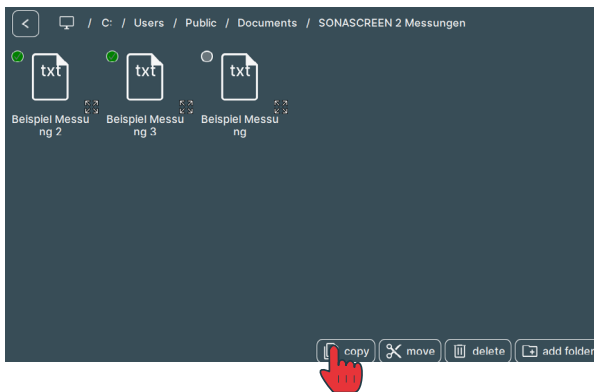 < / C: / Users / Public / Documents / SONASCREEN 2 Messungen
txt txt txt
Beispiel Messu Beispiel Messu Beispiel Messu
ng 2 ng 3 ng
copy move delete add folder